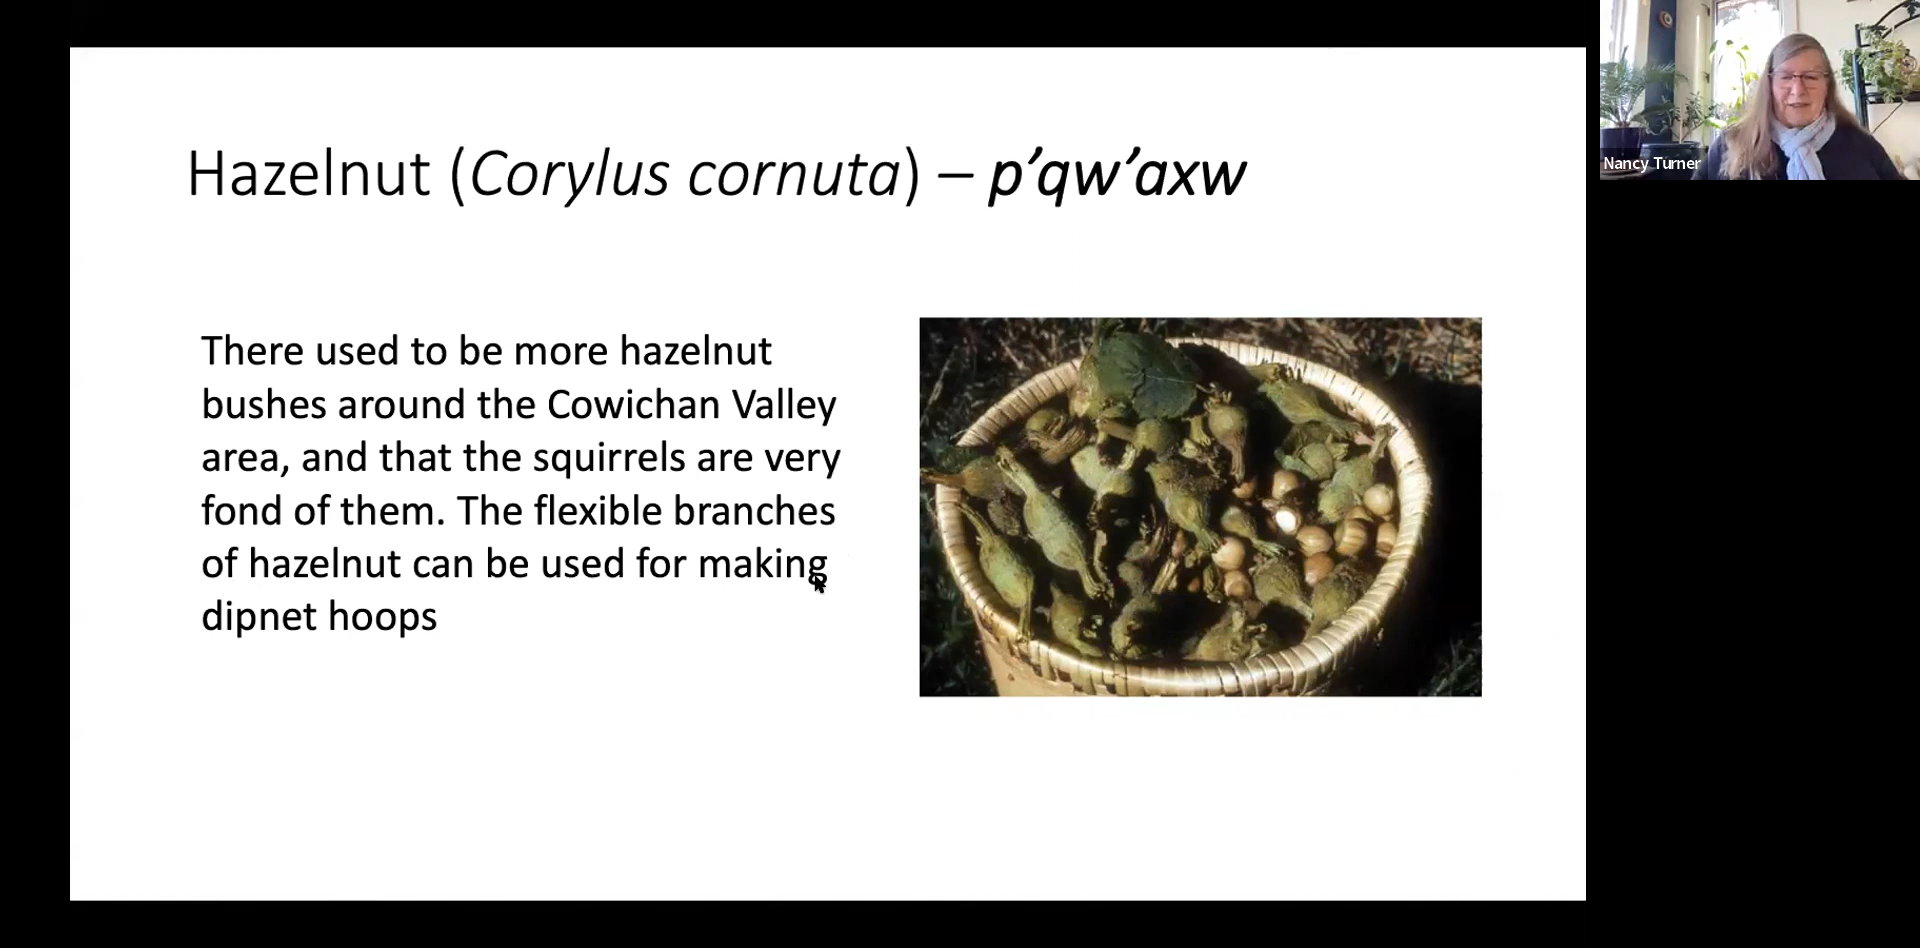 Hazelnut (Corylus cornuta) – p’qw’axw
There used to be more hazelnut
bushes around the Cowichan Valley
area, and that the squirrels are very
fond of them. The flexible branches
of hazelnut can be used for making
dipnet hoops
Nancy Turner